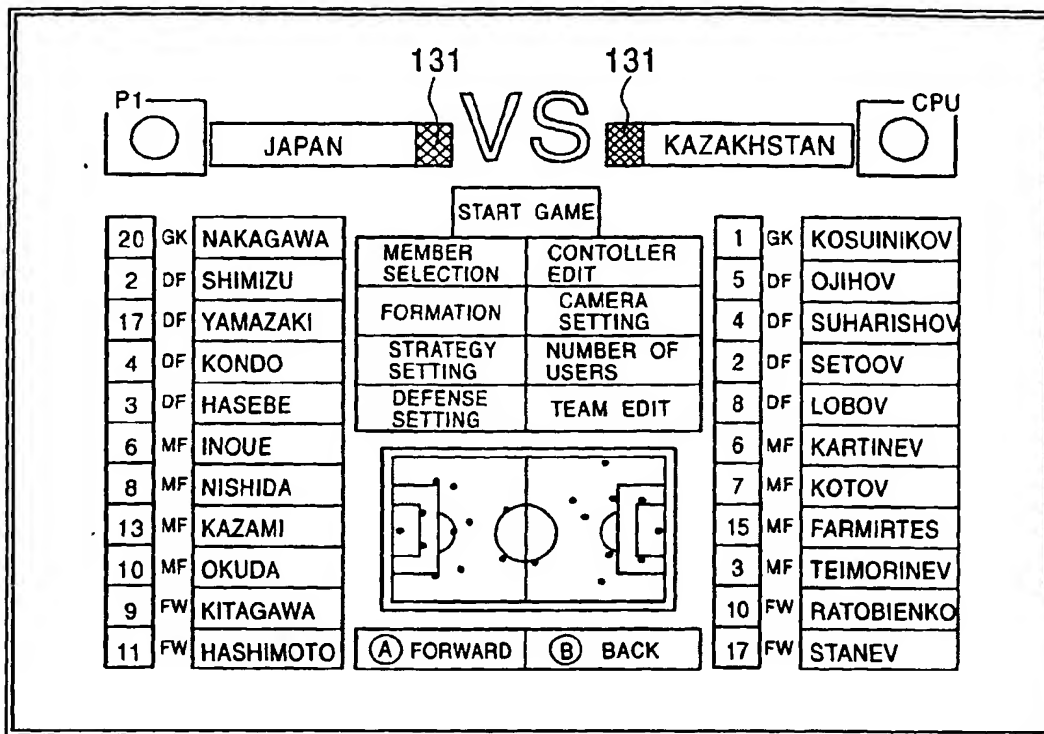 131 131
P1 VS CPU
JAPAN KAZAKHSTAN
START GAME
MEMBER SELECTION CONTOLLER EDIT
FORMATION CAMERA SETTING
STRATEGY SETTING NUMBER OF USERS
DEFENSE SETTING TEAM EDIT
20 GK NAKAGAWA
2 DF SHIMIZU
17 DF YAMAZAKI
4 DF KONDO
3 DF HASEBE
6 MF INOUE
8 MF NISHIDA
13 MF KAZAMI
10 MF OKUDA
9 FW KITAGAWA
11 FW HASHIMOTO
1 GK KOSUINIKOV
5 DF OJIHOV
4 DF SUHARISHOV
2 DF SETOOV
8 DF LOBOV
6 MF KARTINEV
7 MF KOTOV
15 MF FARMIRTES
3 MF TEIMORINEV
10 FW RATOBIENKO
17 FW STANEV
A FORWARD B BACK